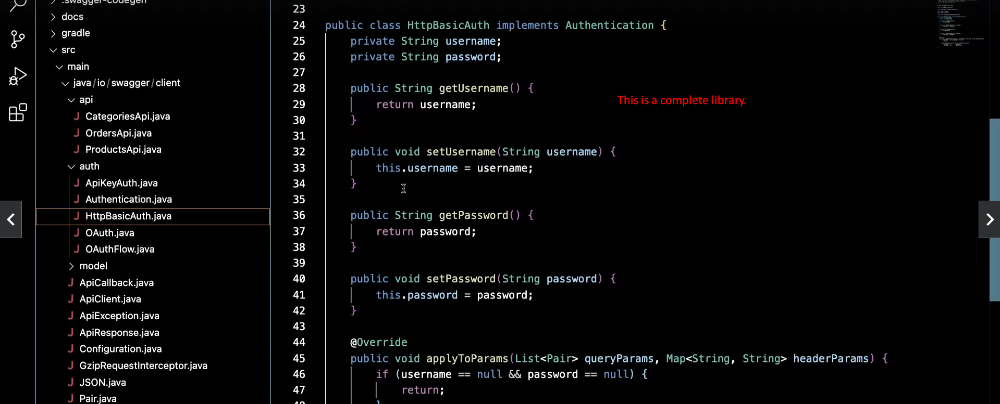 .swagger-codegen
docs
gradle
src
main
java/io/swagger/client
api
CategoriesApi.java
OrdersApi.java
ProductsApi.java
auth
ApiKeyAuth.java
Authentication.java
HttpBasicAuth.java
OAuth.java
OAuthFlow.java
model
ApiCallback.java
ApiClient.java
ApiException.java
ApiResponse.java
Configuration.java
GzipRequestInterceptor.java
JSON.java
Pair.java
23
24 public class HttpBasicAuth implements Authentication {
25 private String username;
26 private String password;
27
28 public String getUsername() {
29 return username;
30 }
31
32 public void setUsername(String username) {
33 this.username = username;
34 }
35
36 public String getPassword() {
37 return password;
38 }
39
40 public void setPassword(String password) {
41 this.password = password;
42 }
43
44 @Override
45 public void applyToParams(List<Pair> queryParams, Map<String, String> headerParams) {
46 if (username == null && password == null) {
47 return;
48 }
This is a complete library.